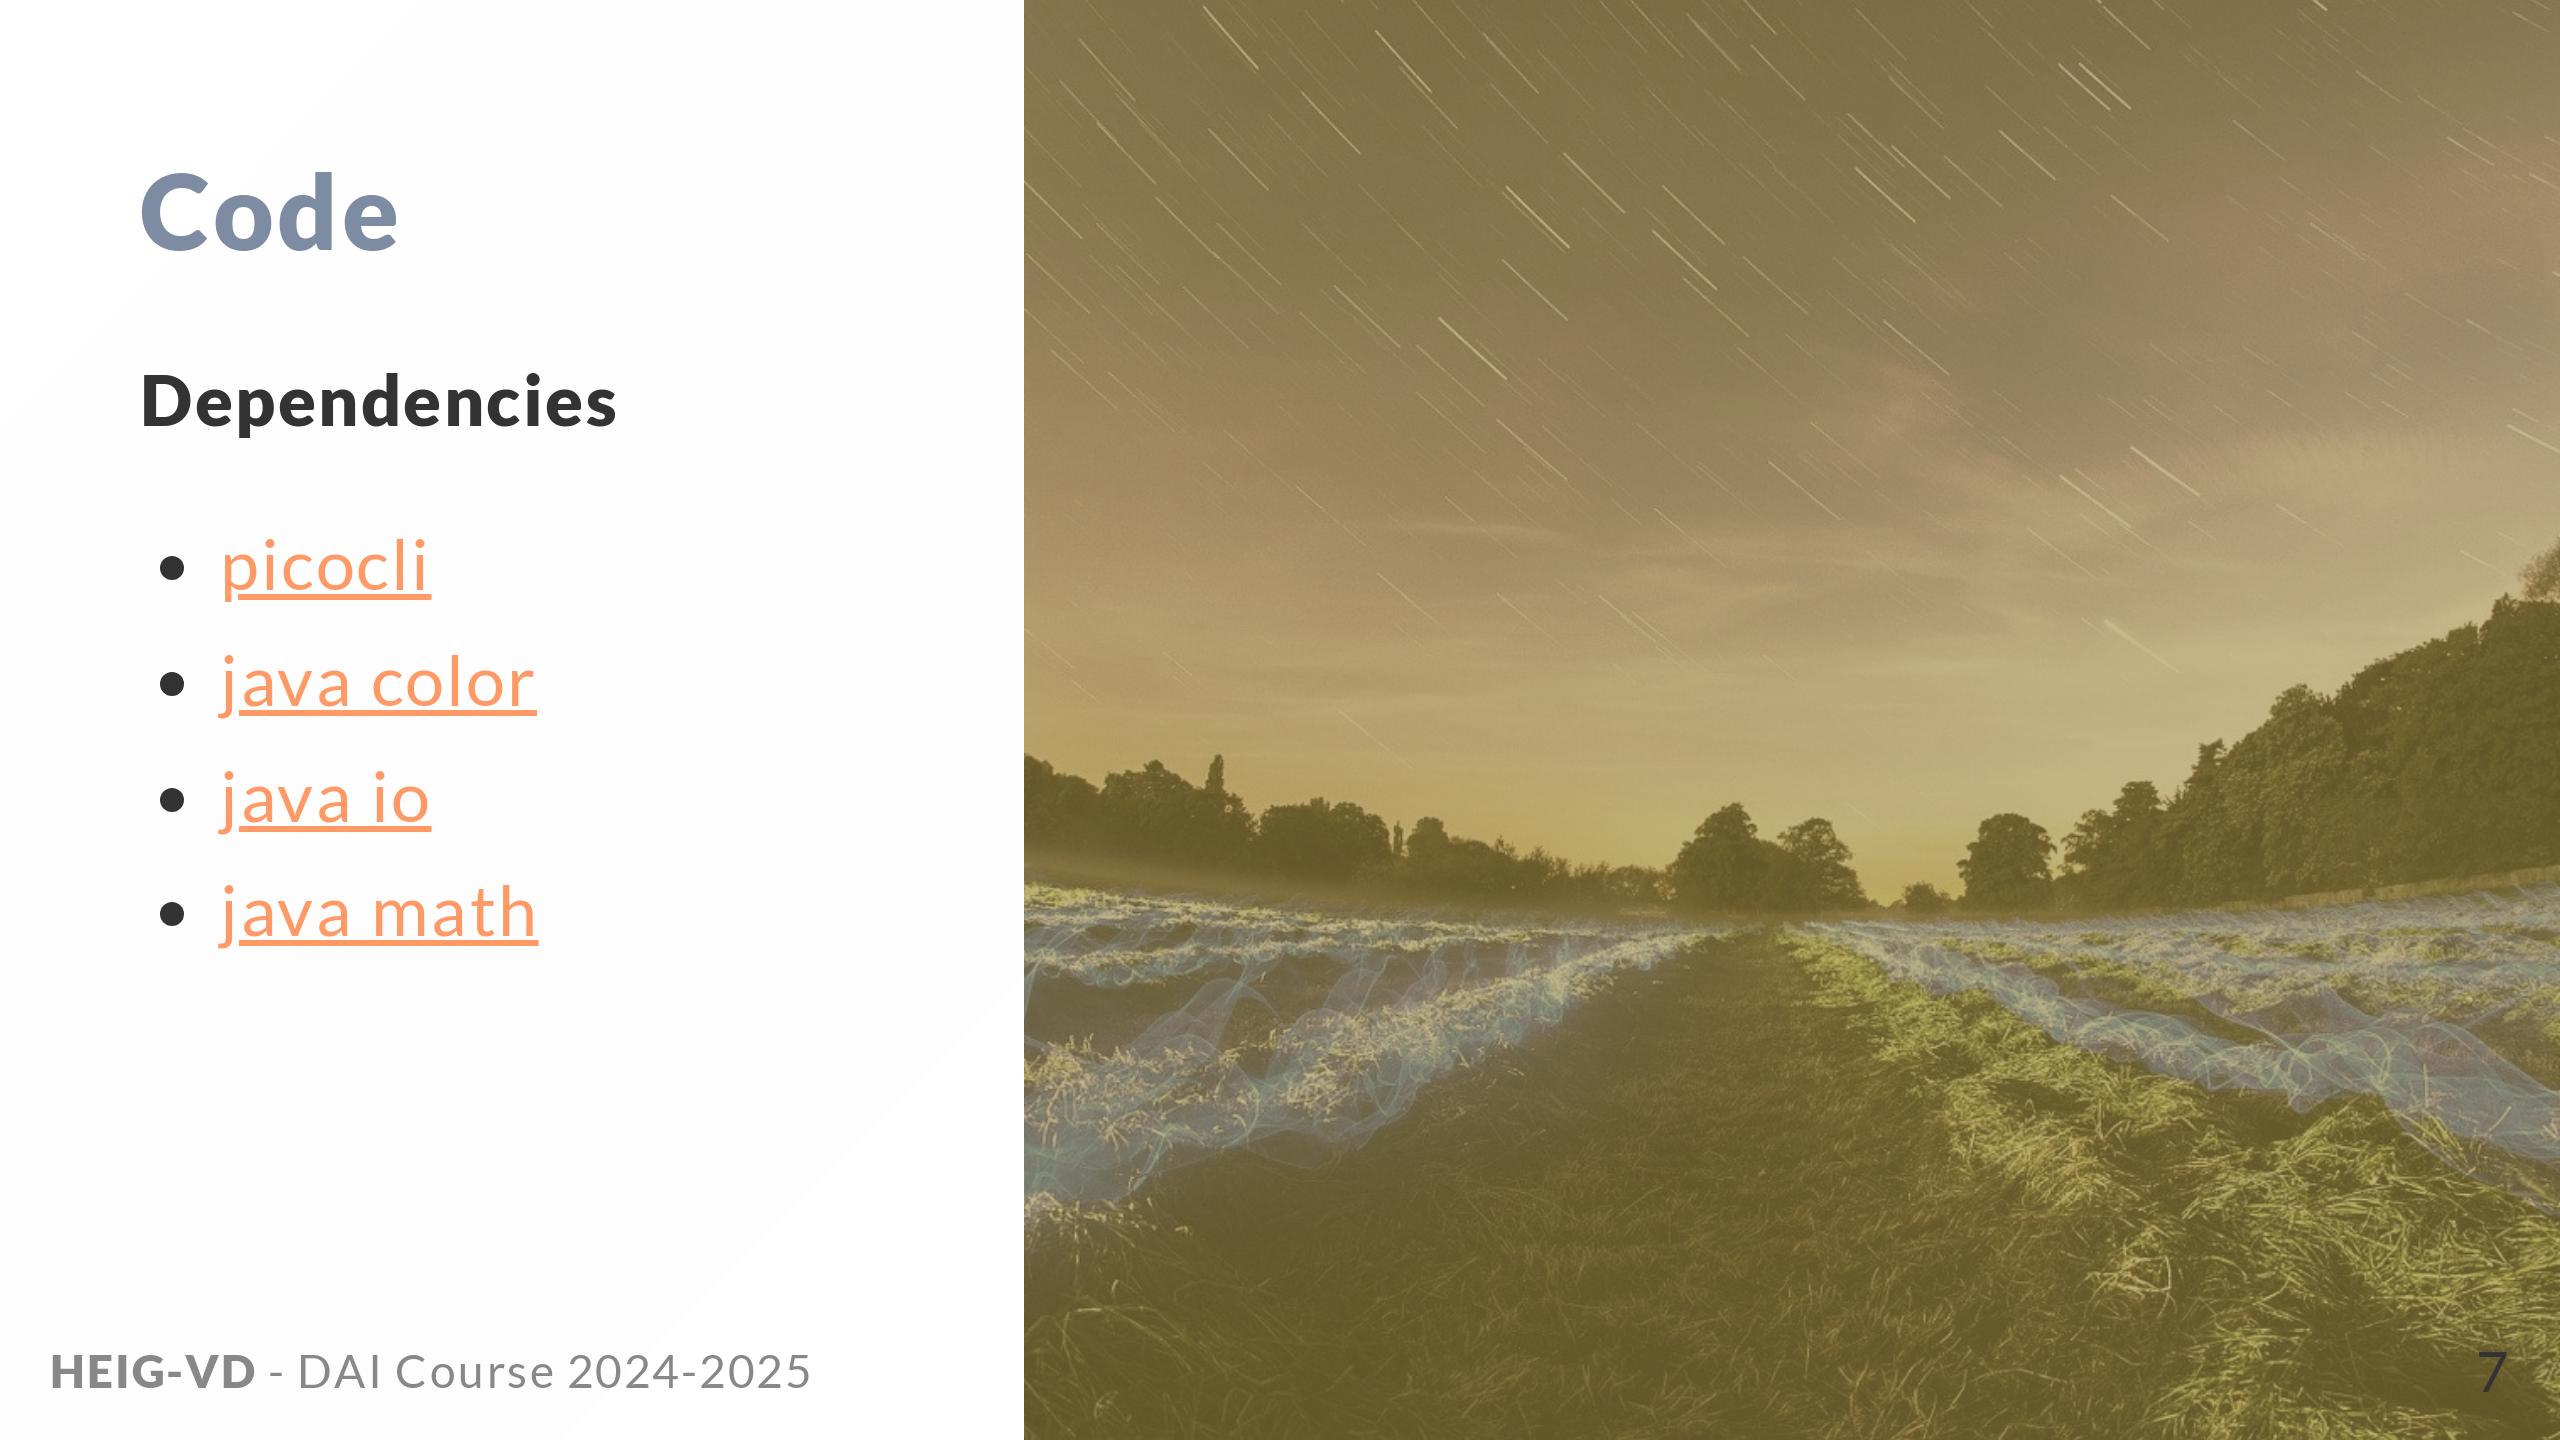 Code
Dependencies
picocli
java color
java io
java math
HEIG-VD - DAI Course 2024-2025
7